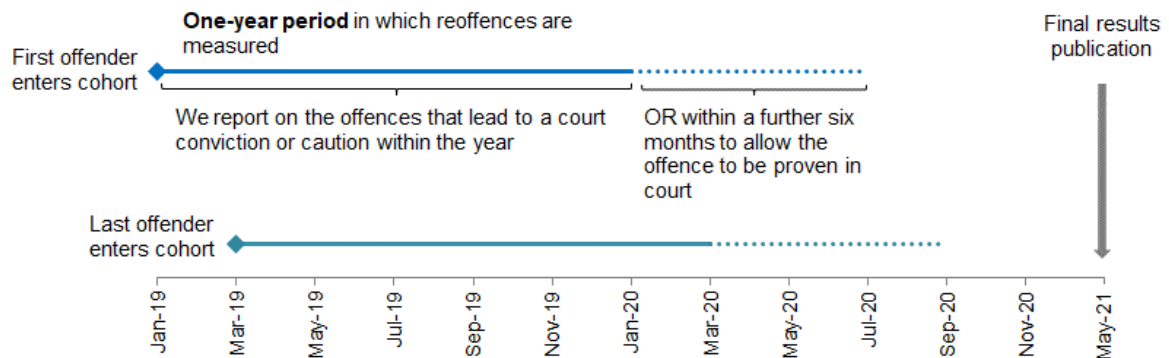 One-year period in which reoffences are
measured
Final results
publication
First offender
enters cohort
We report on the offences that lead to a court
conviction or caution within the year
OR within a further six
months to allow the
offence to be proven in
court
Last offender
enters cohort
Jan-19
Mar-19
May-19
Jul-19
Sep-19
Nov-19
Jan-20
Mar-20
May-20
Jul-20
Sep-20
Nov-20
May-21